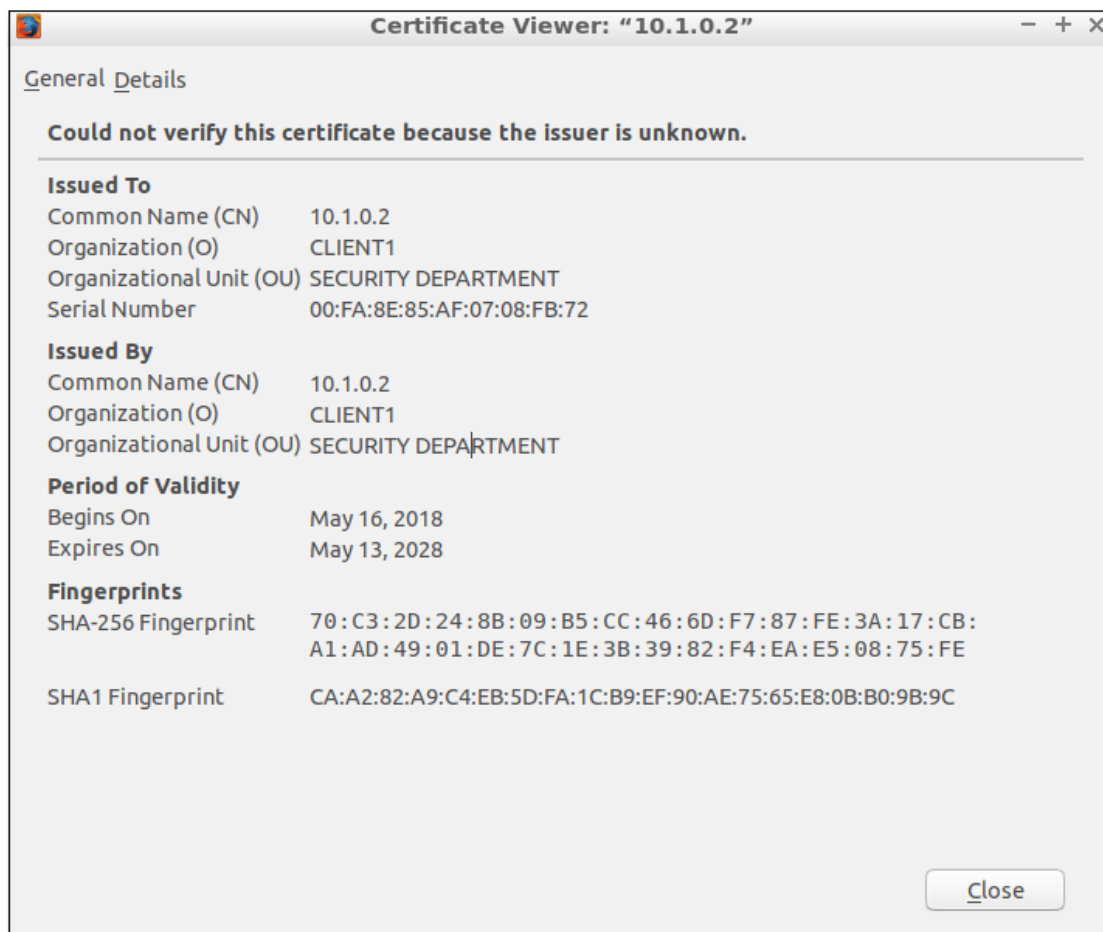 Certificate Viewer: “10.1.0.2”
General Details
Could not verify this certificate because the issuer is unknown.
Issued To
Common Name (CN) 10.1.0.2
Organization (O) CLIENT1
Organizational Unit (OU) SECURITY DEPARTMENT
Serial Number 00:FA:8E:85:AF:07:08:FB:72
Issued By
Common Name (CN) 10.1.0.2
Organization (O) CLIENT1
Organizational Unit (OU) SECURITY DEPARTMENT
Period of Validity
Begins On May 16, 2018
Expires On May 13, 2028
Fingerprints
SHA-256 Fingerprint 70:C3:2D:24:8B:09:B5:CC:46:6D:F7:87:FE:3A:17:CB:
A1:AD:49:01:DE:7C:1E:3B:39:82:F4:EA:E5:08:75:FE
SHA1 Fingerprint CA:A2:82:A9:C4:EB:5D:FA:1C:B9:EF:90:AE:75:65:E8:0B:B0:9B:9C
Close